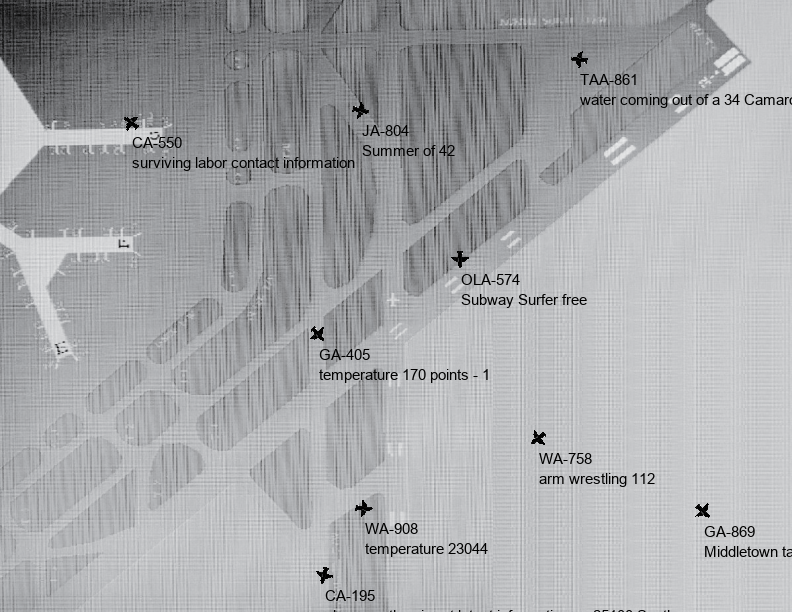 TAA-861
water coming out of a 34 Camaro
JA-804
Summer of 42
CA-550
surviving labor contact information
OLA-574
Subway Surfer free
GA-405
temperature 170 points - 1
WA-758
arm wrestling 112
GA-869
Middletown ta
WA-908
temperature 23044
CA-195